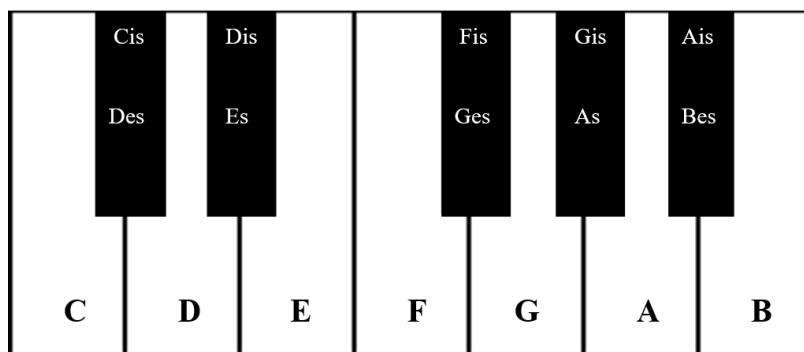 Cis Dis Fis Gis Ais
Des Es Ges As Bes
C D E F G A B